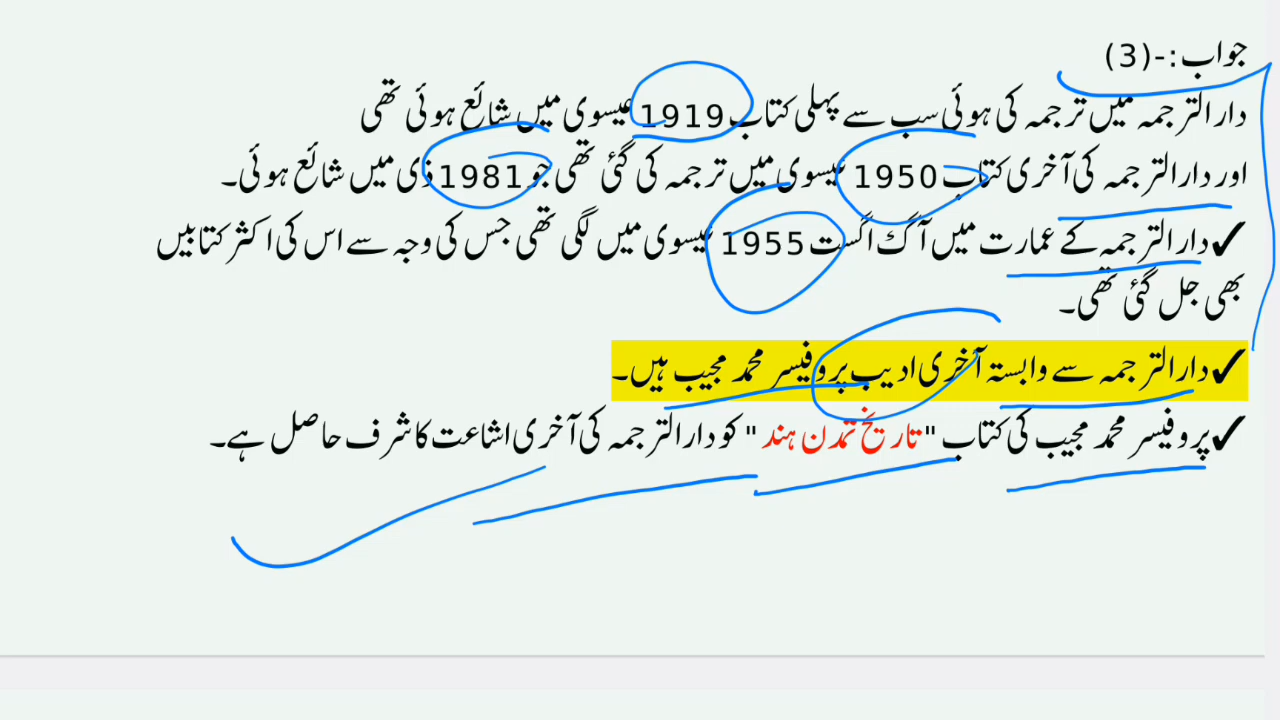 جواب:-(3)
دارالترجمہ میں ترجمہ کی ہوئی سب سے پہلی کتاب 1919 عیسوی میں شائع ہوئی تھی
اور دارالترجمہ کی آخری کتاب 1950 عیسوی میں ترجمہ کی گئی تھی جو 1981 ذی میں شائع ہوئی۔
✔دارالترجمہ کے عمارت میں آگ اگست 1955 عیسوی میں لگی تھی جس کی وجہ سے اس کی اکثر کتابیں
بھی جل گئی تھی۔
✔دارالترجمہ سے وابستہ آخری ادیب پروفیسر محمد مجیب ہیں۔
✔پروفیسر محمد مجیب کی کتاب "تاریخ تمدن ہند" کو دارالترجمہ کی آخری اشاعت کا شرف حاصل ہے۔